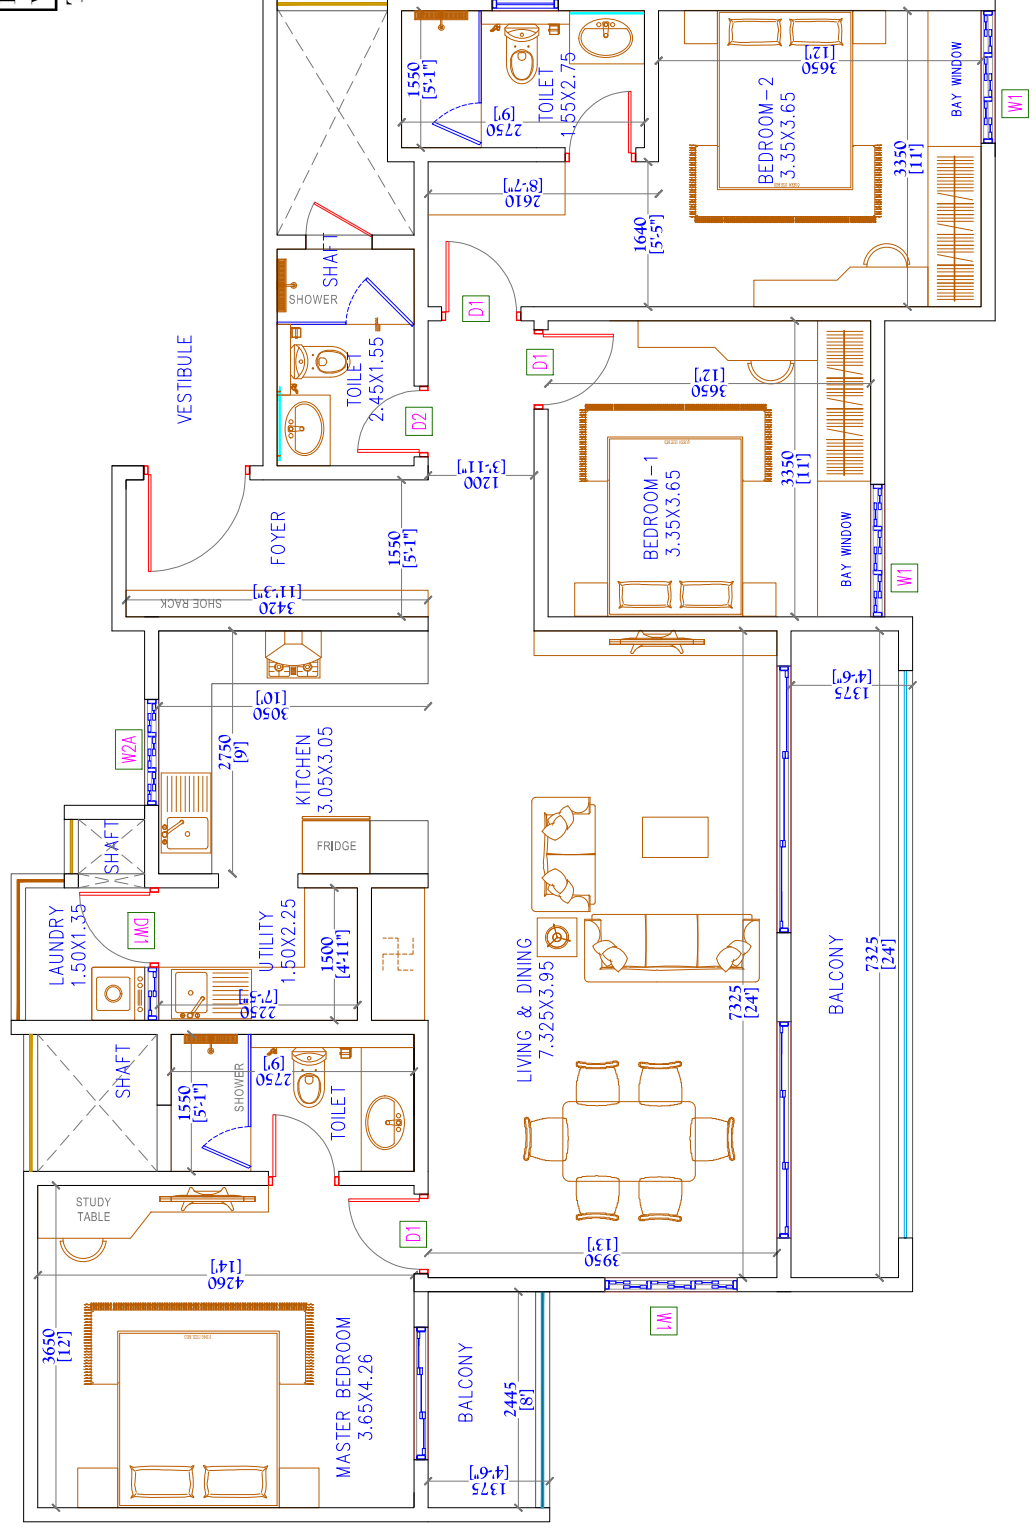 1550
[5'-1"]
TOILET
1.55X2.75
2750
[9']
3650
[12']
BEDROOM-2
3.35X3.65
3350
[11']
BAY WINDOW
W1
2610
[8'-7"]
1640
[5'-5"]
SHAFT
SHOWER
D1
VESTIBULE
TOILET
2.45X1.55
D2
D1
3650
[12']
1200
[3'-11"]
BEDROOM-1
3.35X3.65
3350
[11']
BAY WINDOW
W1
FOYER
1550
[5'-1"]
3420
[11'-3"]
SHOE RACK
3050
[10']
2750
[9']
W2A
KITCHEN
3.05X3.05
FRIDGE
SHAFT
1375
[4'-6"]
LAUNDRY
1.50X1.35
DW1
UTILITY
1.50X2.25
1500
[4'-11"]
2250
[7'-5"]
LIVING & DINING
7.325X3.95
7325
[24']
BALCONY
7325
[24']
SHAFT
1550
[5'-1"]
SHOWER
2750
[9']
TOILET
STUDY
TABLE
D1
3950
[13']
4260
[14']
W1
3650
[12']
MASTER BEDROOM
3.65X4.26
BALCONY
2445
[8']
1375
[4'-6"]